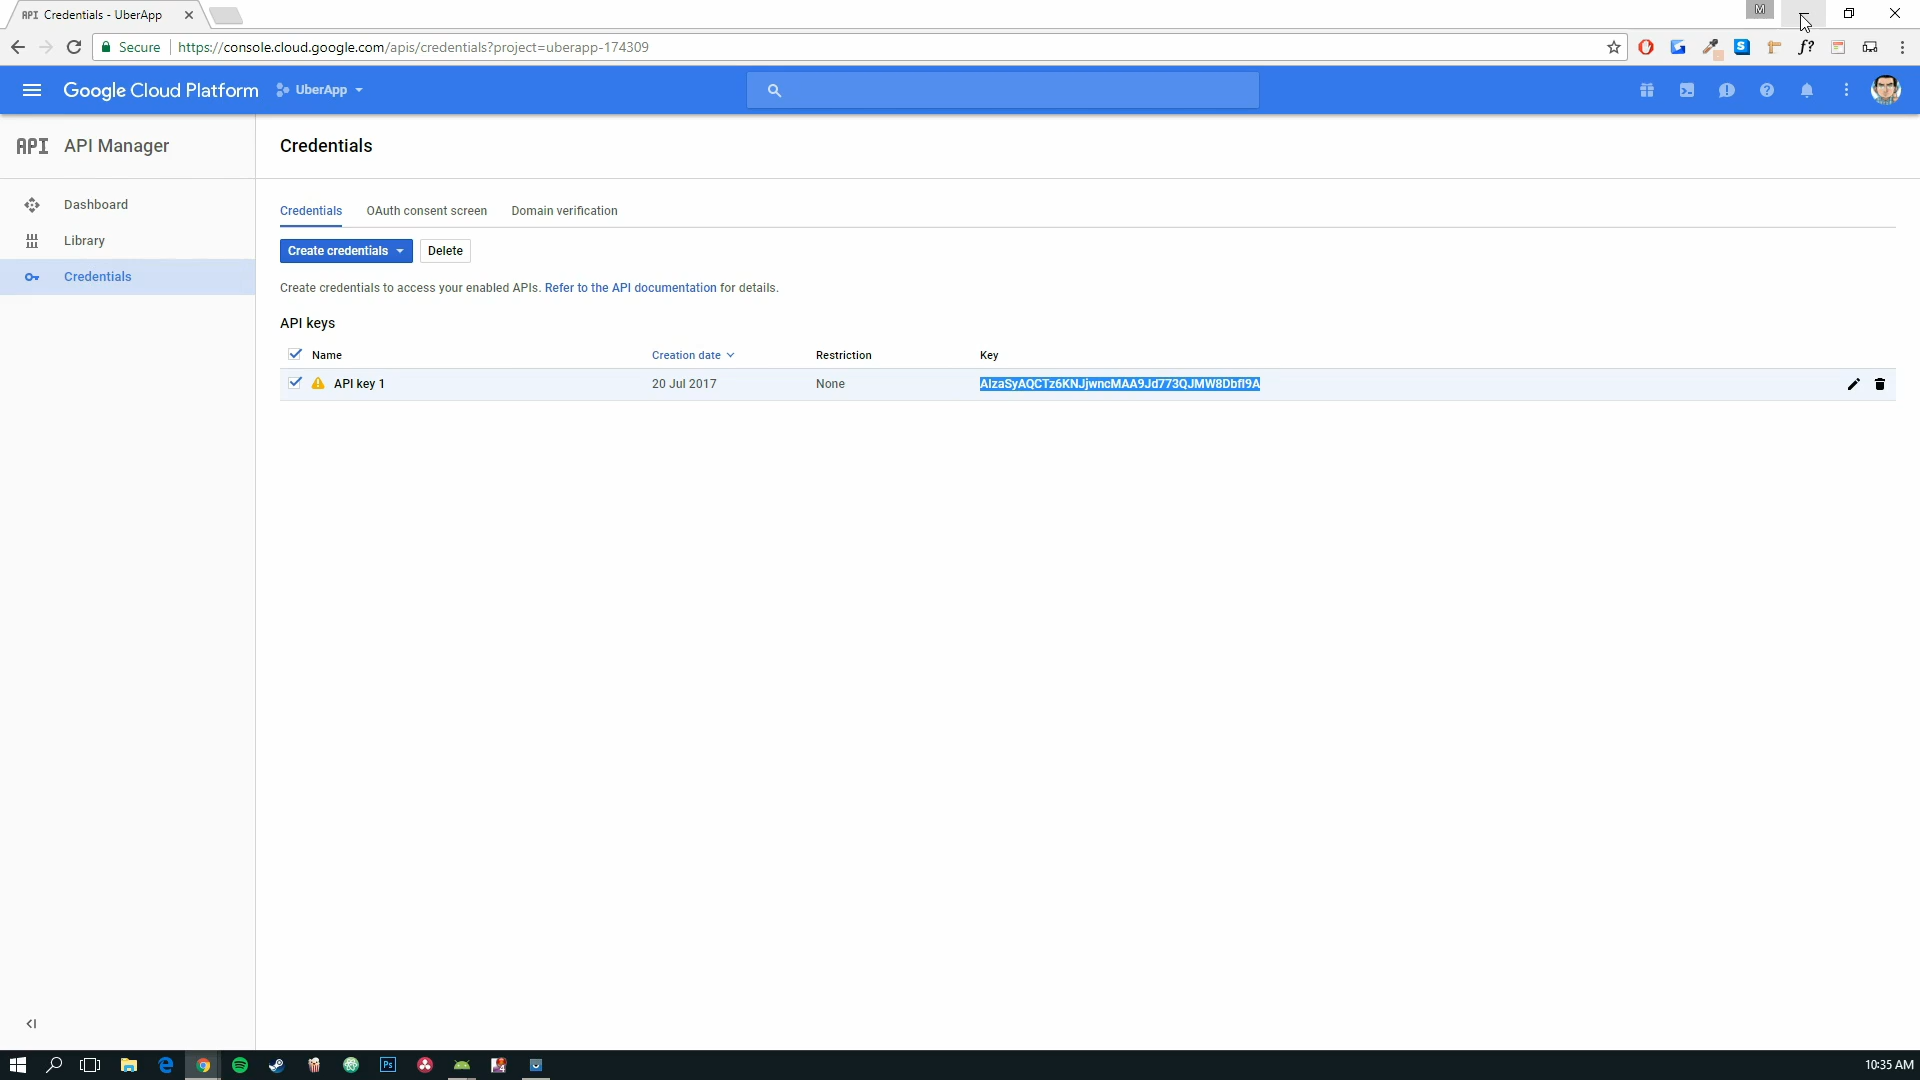 API Credentials - UberApp
M
Secure https://console.cloud.google.com/apis/credentials?project=uberapp-174309
Google Cloud Platform UberApp
API API Manager
Credentials
Dashboard
Library
Credentials
Credentials OAuth consent screen Domain verification
Create credentials Delete
Create credentials to access your enabled APIs. Refer to the API documentation for details.
API keys
Name Creation date Restriction Key
API key 1 20 Jul 2017 None AIzaSyAQCTz6KNJjwncMAA9Jd773QJMW8DbfI9A
10:35 AM